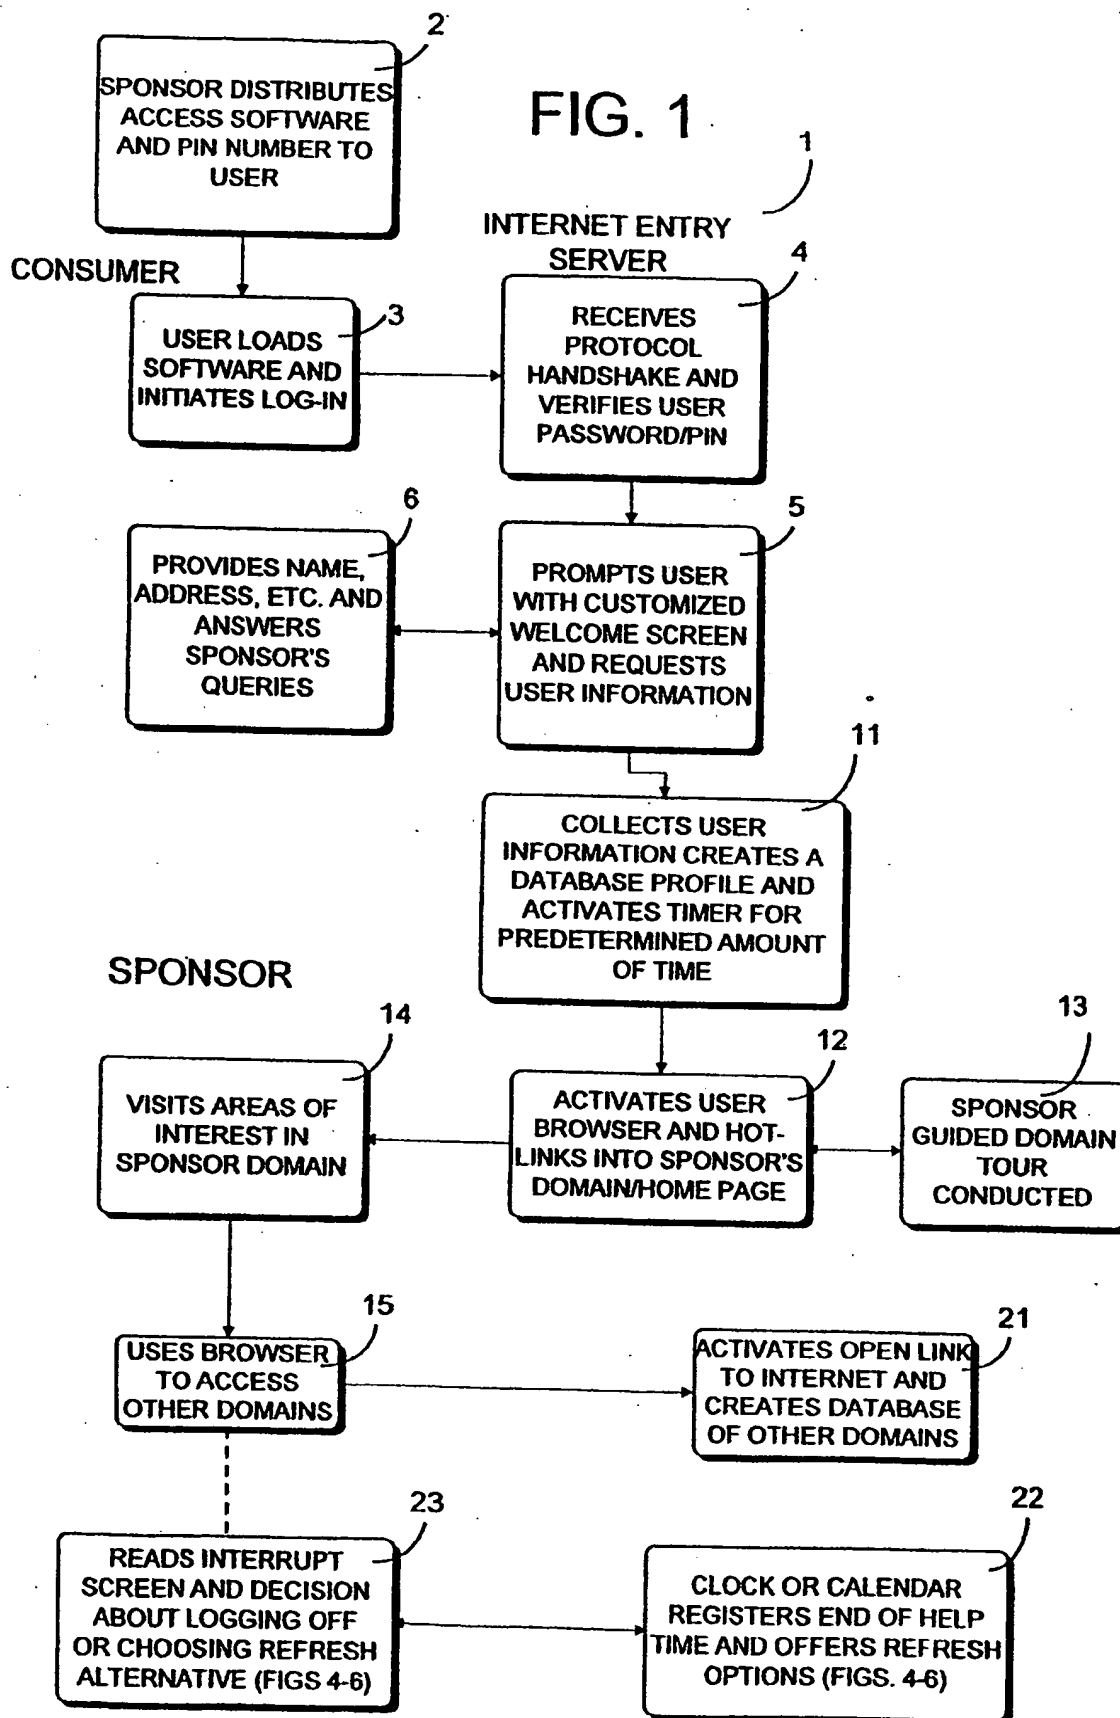 2
SPONSOR DISTRIBUTES
ACCESS SOFTWARE
AND PIN NUMBER TO
USER
FIG. 1
1
CONSUMER
INTERNET ENTRY
SERVER
3
USER LOADS
SOFTWARE AND
INITIATES LOG-IN
4
RECEIVES
PROTOCOL
HANDSHAKE AND
VERIFIES USER
PASSWORD/PIN
6
PROVIDES NAME,
ADDRESS, ETC. AND
ANSWERS
SPONSOR'S
QUERIES
5
PROMPTS USER
WITH CUSTOMIZED
WELCOME SCREEN
AND REQUESTS
USER INFORMATION
11
COLLECTS USER
INFORMATION CREATES A
DATABASE PROFILE AND
ACTIVATES TIMER FOR
PREDETERMINED AMOUNT
OF TIME
SPONSOR
14
VISITS AREAS OF
INTEREST IN
SPONSOR DOMAIN
12
ACTIVATES USER
BROWSER AND HOT-
LINKS INTO SPONSOR'S
DOMAIN/HOME PAGE
13
SPONSOR
GUIDED DOMAIN
TOUR
CONDUCTED
15
USES BROWSER
TO ACCESS
OTHER DOMAINS
21
ACTIVATES OPEN LINK
TO INTERNET AND
CREATES DATABASE
OF OTHER DOMAINS
23
READS INTERRUPT
SCREEN AND DECISION
ABOUT LOGGING OFF
OR CHOOSING REFRESH
ALTERNATIVE (FIGS 4-6)
22
CLOCK OR CALENDAR
REGISTERS END OF HELP
TIME AND OFFERS REFRESH
OPTIONS (FIGS. 4-6)